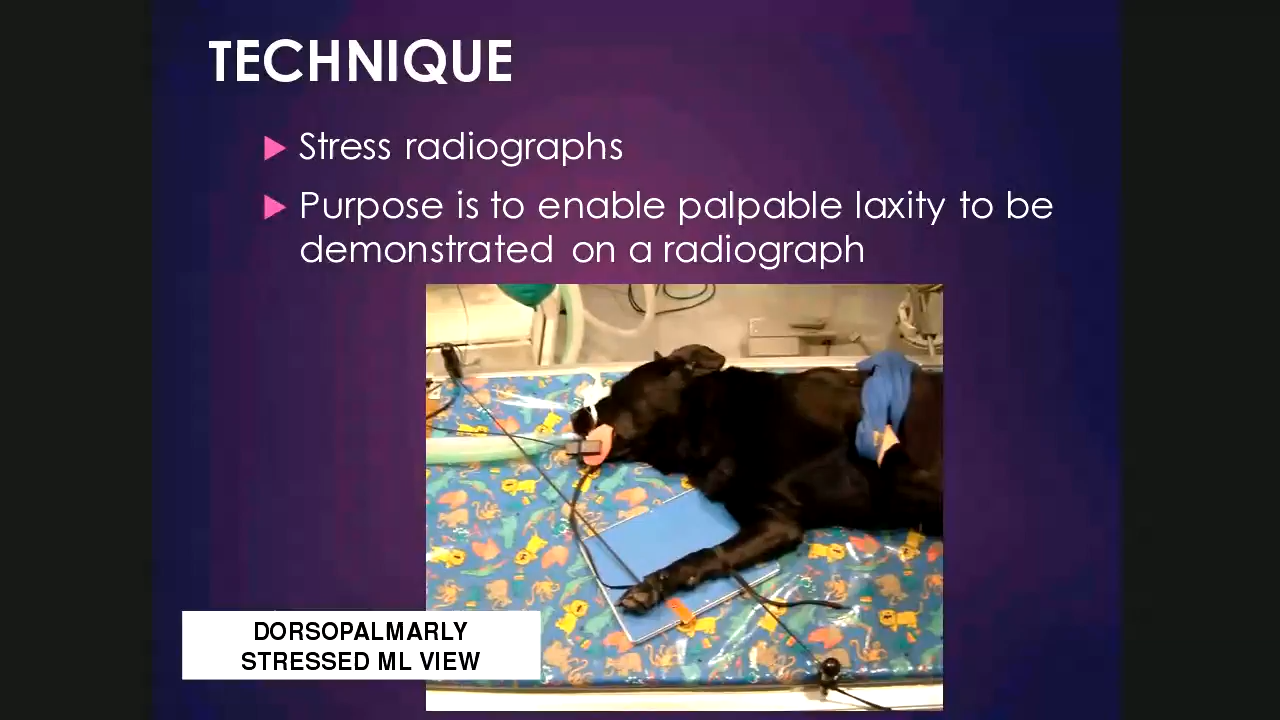 TECHNIQUE
Stress radiographs
Purpose is to enable palpable laxity to be
demonstrated on a radiograph
DORSOPALMARLY
STRESSED ML VIEW